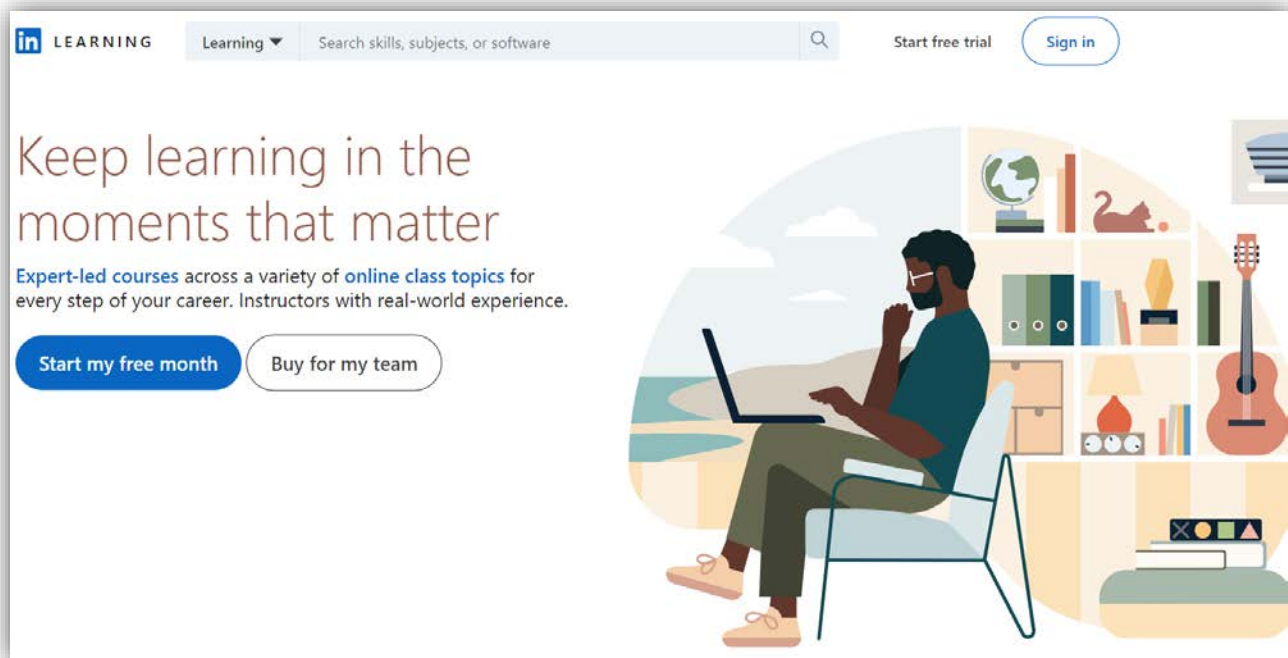 in LEARNING
Learning
Search skills, subjects, or software
Start free trial
Sign in
Keep learning in the
moments that matter
Expert-led courses across a variety of online class topics for
every step of your career. Instructors with real-world experience.
Start my free month
Buy for my team